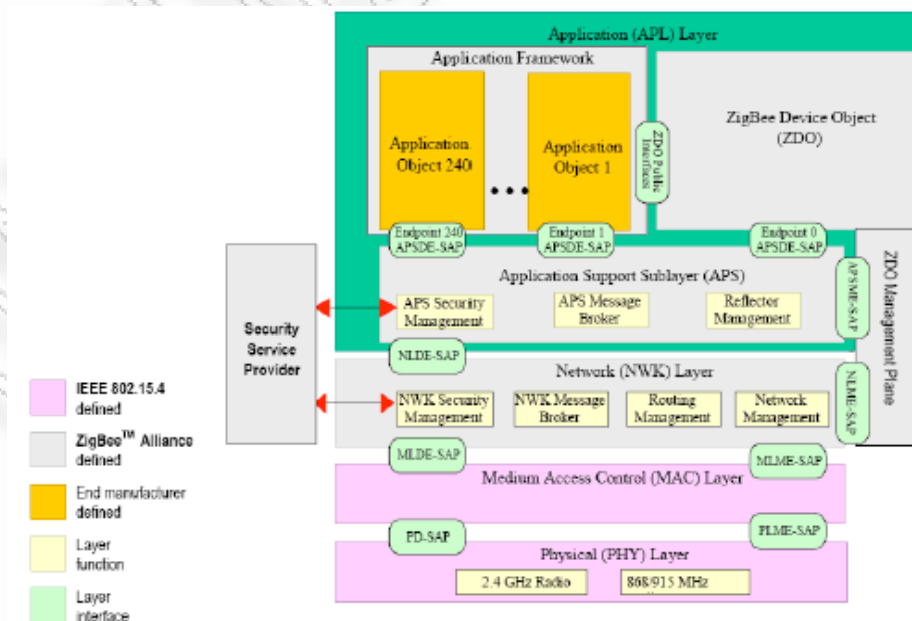 Application (APL) Layer
Application Framework
Application
Object 240
...
Application
Object 1
ZDO Public
Interfaces
ZigBee Device Object
(ZDO)
Endpoint 240
APSDE-SAP
Endpoint 1
APSDE-SAP
Endpoint 0
APSDE-SAP
Application Support Sublayer (APS)
APS Security
Management
APS Message
Broker
Reflector
Management
APSME-SAP
ZDO Management Plane
Security
Service
Provider
NLDE-SAP
Network (NWK) Layer
NWK Security
Management
NWK Message
Broker
Routing
Management
Network
Management
NLME-SAP
MLDE-SAP
MLME-SAP
Medium Access Control (MAC) Layer
PD-SAP
PLME-SAP
Physical (PHY) Layer
2.4 GHz Radio
868/915 MHz
IEEE 802.15.4
defined
ZigBee™ Alliance
defined
End manufacturer
defined
Layer
function
Layer
interface